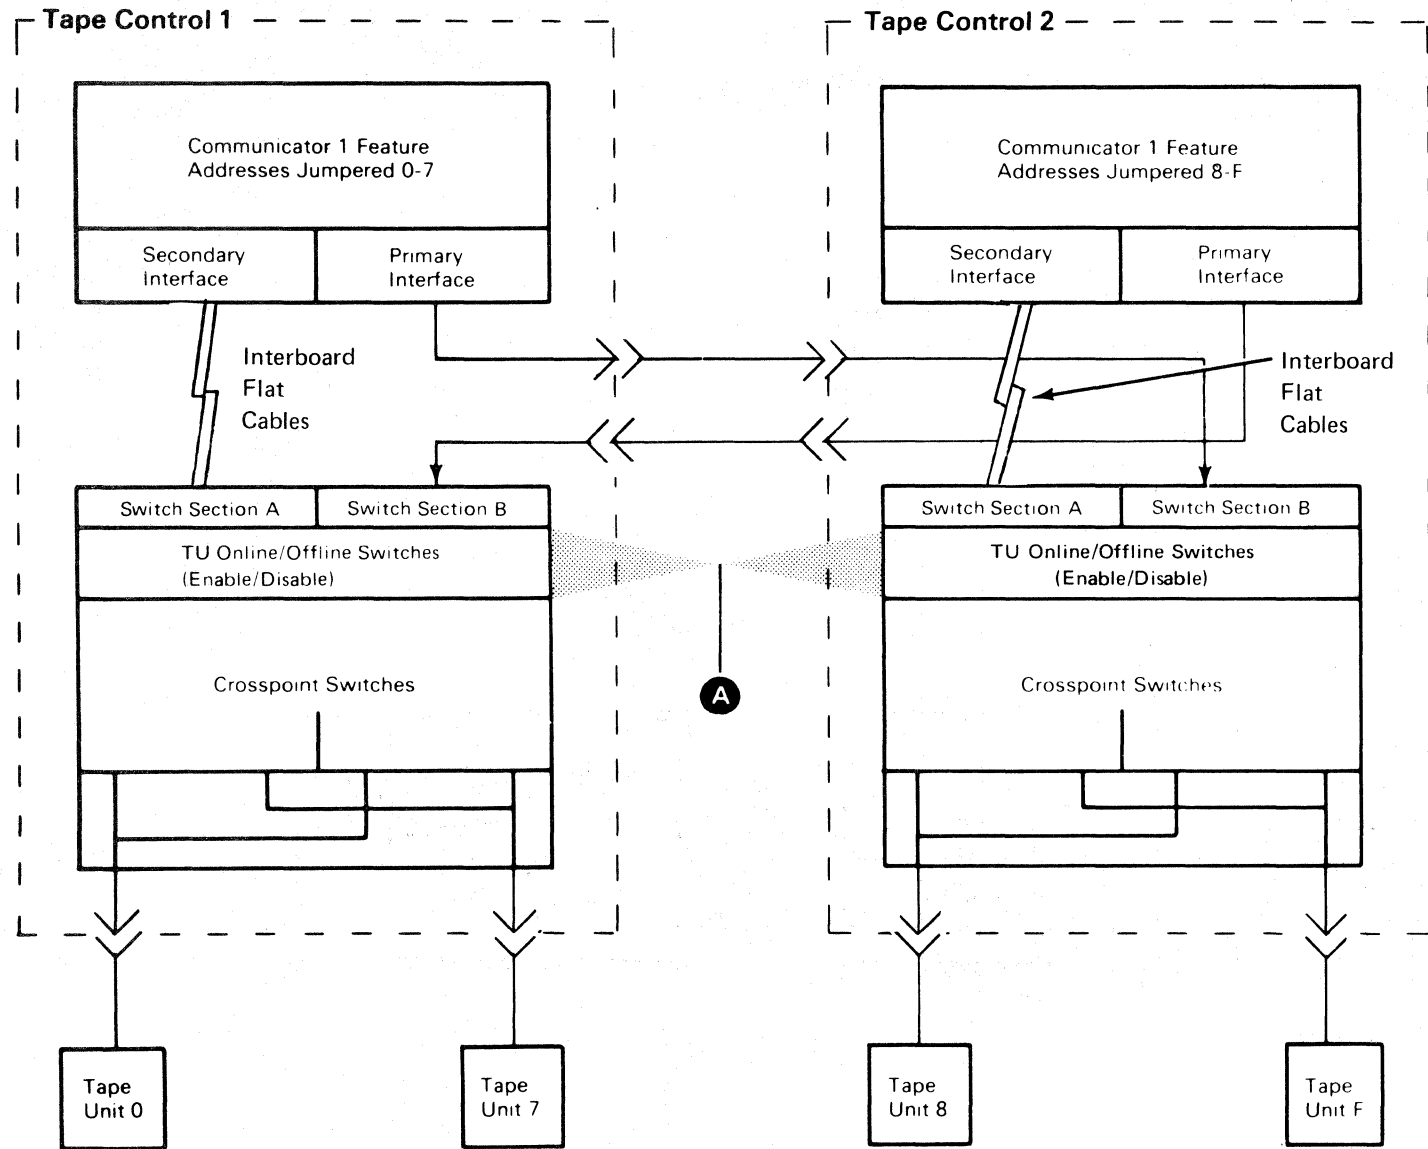 Tape Control 1
Communicator 1 Feature
Addresses Jumpered 0-7
Secondary
Interface
Primary
Interface
Interboard
Flat
Cables
Switch Section A
Switch Section B
TU Online/Offline Switches
(Enable/Disable)
Crosspoint Switches
Tape
Unit 0
Tape
Unit 7
A
Tape Control 2
Communicator 1 Feature
Addresses Jumpered 8-F
Secondary
Interface
Primary
Interface
Interboard
Flat
Cables
Switch Section A
Switch Section B
TU Online/Offline Switches
(Enable/Disable)
Crosspoint Switches
Tape
Unit 8
Tape
Unit F